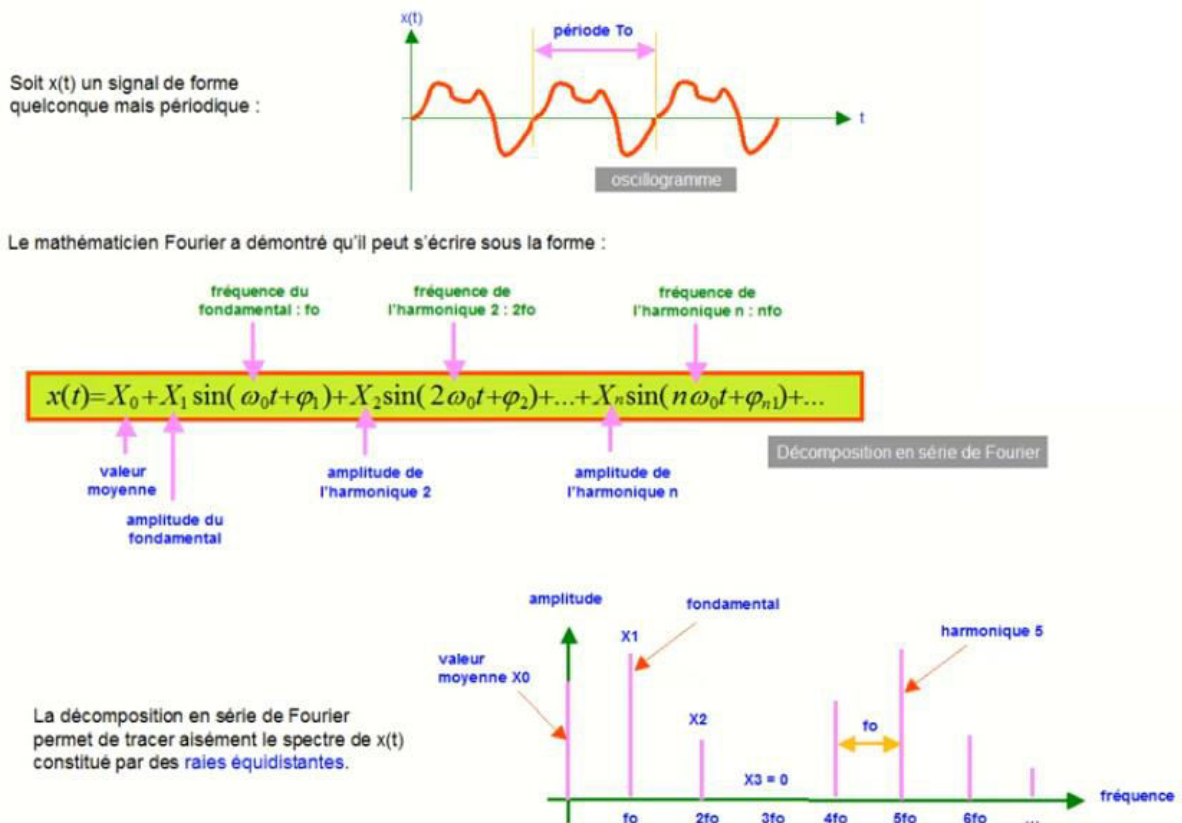 x(t)
période To
Soit x(t) un signal de forme
quelconque mais périodique :
t
oscillogramme
Le mathématicien Fourier a démontré qu'il peut s'écrire sous la forme :
fréquence du
fondamental : fo
fréquence de
l'harmonique 2 : 2fo
fréquence de
l'harmonique n : nfo
x(t)=X₀+X₁ sin( ω₀t+φ₁)+X₂sin( 2ω₀t+φ₂)+...+Xₙsin( nω₀t+φₙ₁)+...
Décomposition en série de Fourier
valeur
moyenne
amplitude du
fondamental
amplitude de
l'harmonique 2
amplitude de
l'harmonique n
amplitude
fondamental
X1
harmonique 5
valeur
moyenne X0
La décomposition en série de Fourier
permet de tracer aisément le spectre de x(t)
constitué par des raies équidistantes.
X2
fo
X3 = 0
fréquence
fo 2fo 3fo 4fo 5fo 6fo